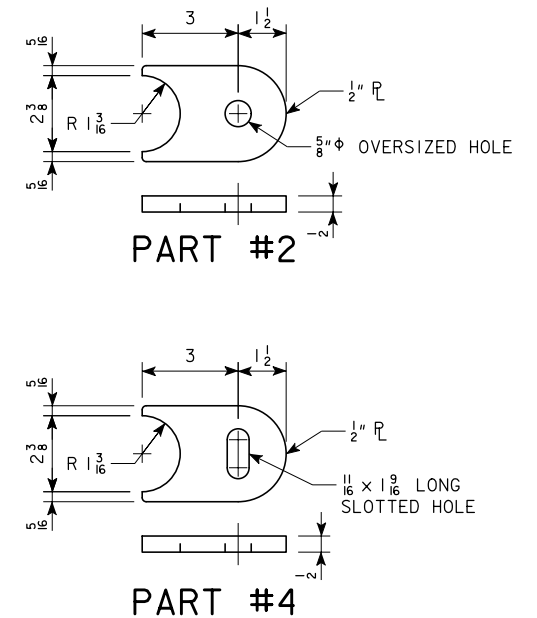 3 1 1/2
5/16
1/2" PL
2 3/8
R 1 3/16
5/8" Φ OVERSIZED HOLE
5/16
1/2
PART #2
3 1 1/2
5/16
1/2" PL
2 3/8
R 1 3/16
11/16 x 1 9/16 LONG
SLOTTED HOLE
5/16
1/2
PART #4